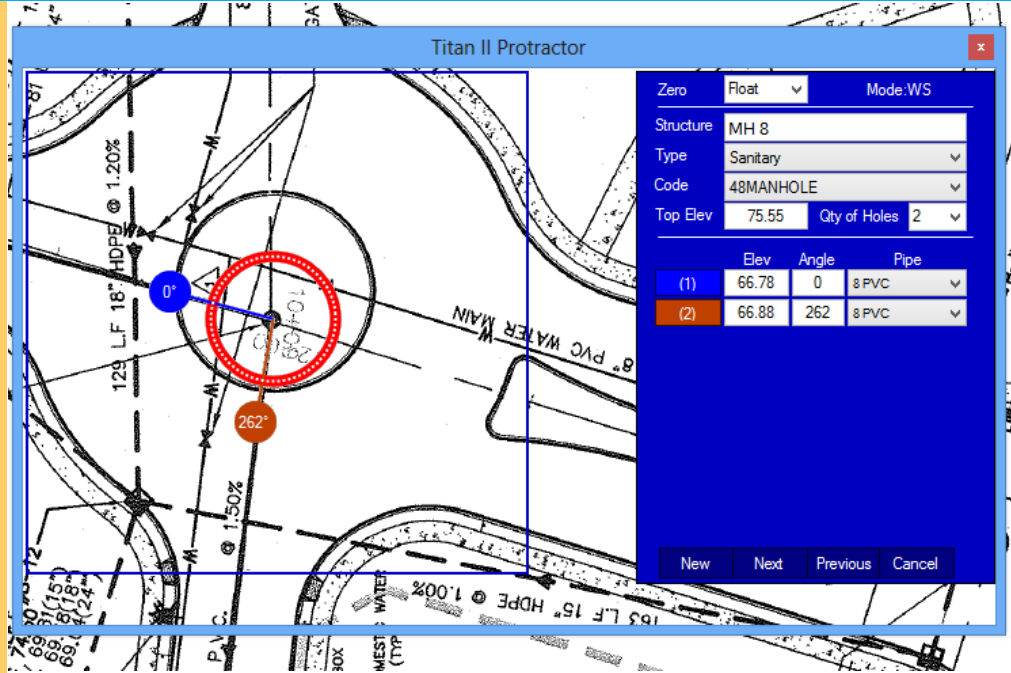 Titan II Protractor
x
Zero Float Mode:WS
Structure MH 8
Type Sanitary
Code 48MANHOLE
Top Elev 75.55 Qty of Holes 2
Elev Angle Pipe
(1) 66.78 0 8 PVC
(2) 66.88 262 8 PVC
New Next Previous Cancel
0°
262°
129 L.F 18" HDPE @ 1.20%
W
W
W
W
W
8" PVC WATER MAIN
@ 1.50%
163 L.F 15" HDPE @ 1.00%
P.V.C.
WATER
(TYP
BOX